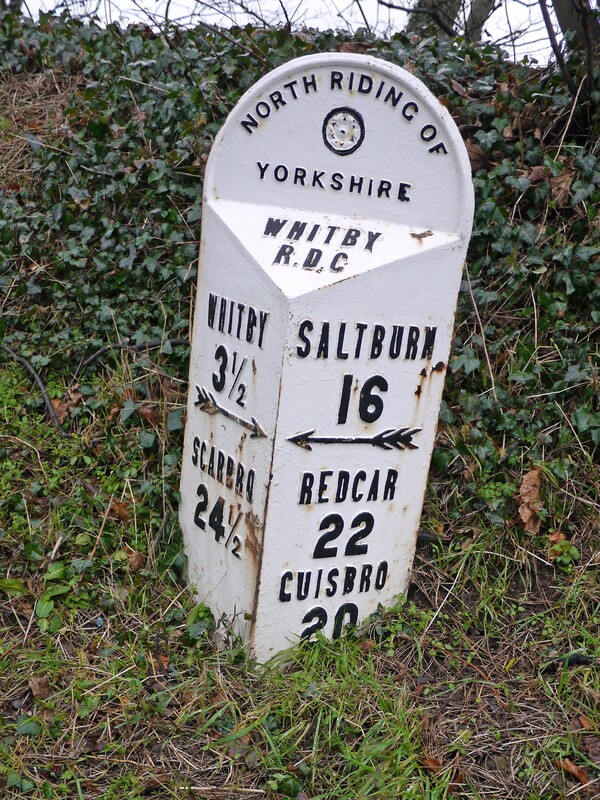 NORTH RIDING OF
YORKSHIRE
WHITBY
R.D.C
WHITBY
3½
SCARBRO
24½
SALTBURN
16
REDCAR
22
CUISBRO
20